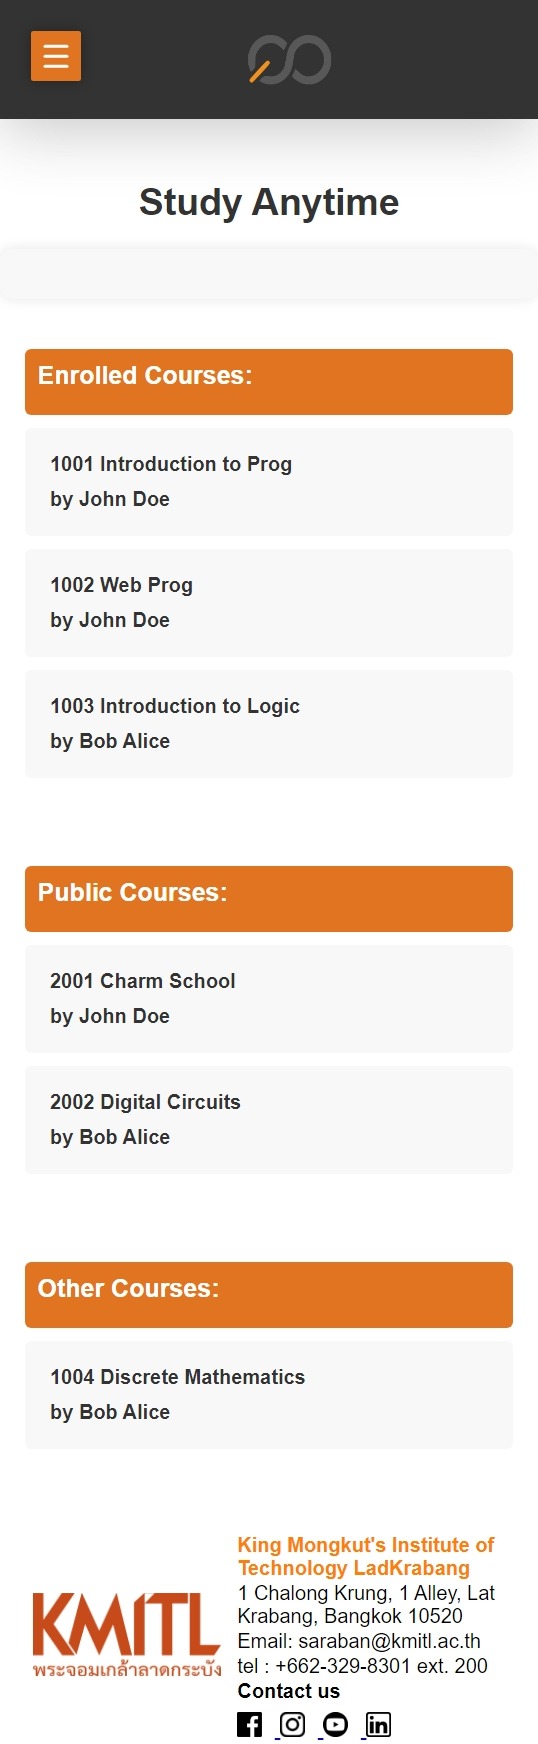 Study Anytime
Enrolled Courses:
1001 Introduction to Prog
by John Doe
1002 Web Prog
by John Doe
1003 Introduction to Logic
by Bob Alice
Public Courses:
2001 Charm School
by John Doe
2002 Digital Circuits
by Bob Alice
Other Courses:
1004 Discrete Mathematics
by Bob Alice
KMITL
พระจอมเกล้าลาดกระบัง
King Mongkut's Institute of
Technology LadKrabang
1 Chalong Krung, 1 Alley, Lat
Krabang, Bangkok 10520
Email: saraban@kmitl.ac.th
tel : +662-329-8301 ext. 200
Contact us